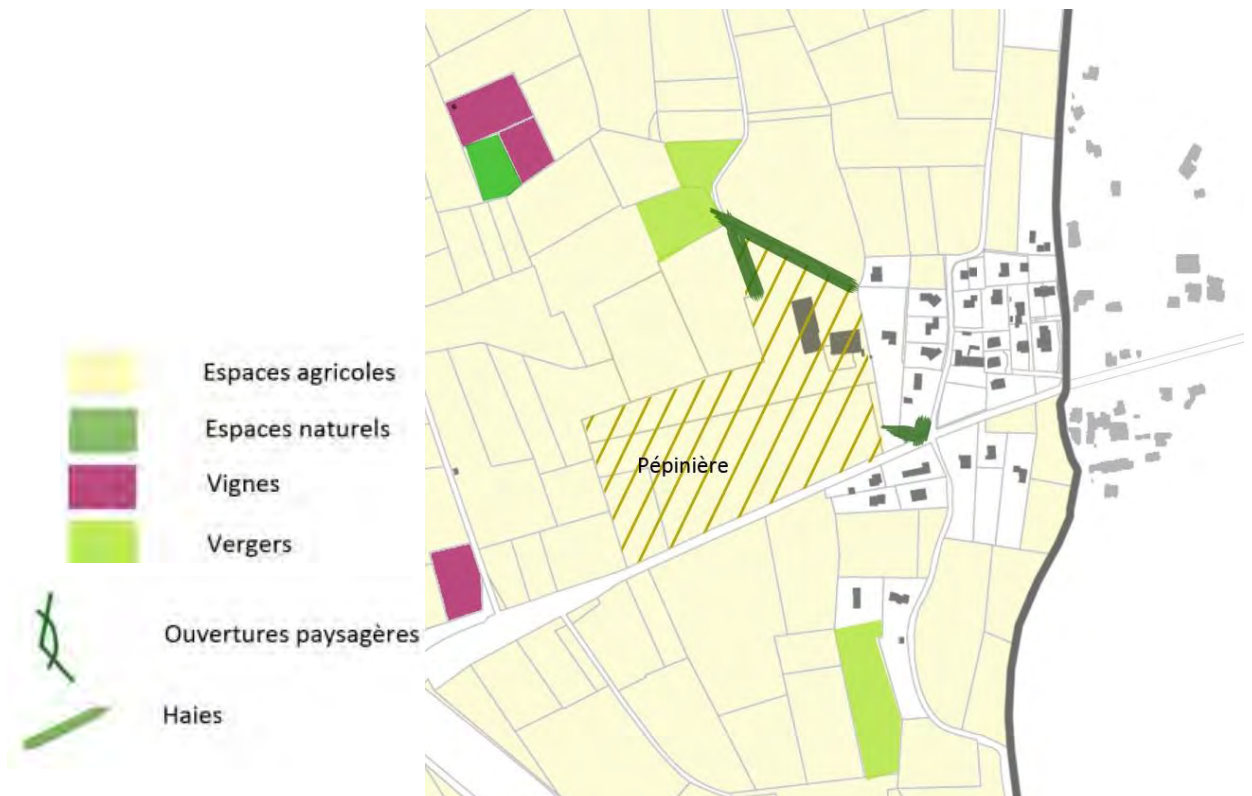 Espaces agricoles
Espaces naturels
Vignes
Vergers
Ouvertures paysagères
Haies
Pépinière